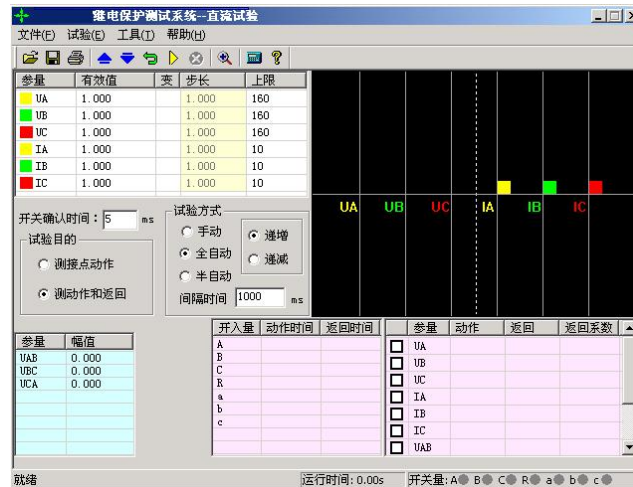 继电保护测试系统--直流试验
文件(F) 试验(E) 工具(T) 帮助(H)
参量 有效值 变 步长 上限
UA 1.000 1.000 160
UB 1.000 1.000 160
UC 1.000 1.000 160
IA 1.000 1.000 10
IB 1.000 1.000 10
IC 1.000 1.000 10
UA UB UC IA IB IC
开关确认时间：5 ms
试验目的
测接点动作
测动作和返回
试验方式
手动
全自动
半自动
递增
递减
间隔时间 1000 ms
参量 幅值
UAB 0.000
UBC 0.000
UCA 0.000
开入量 动作时间 返回时间
A
B
C
R
a
b
c
参量 动作 返回 返回系数
UA
UB
UC
IA
IB
IC
UAB
就绪 运行时间: 0.00s 开关量: A B C R a b c